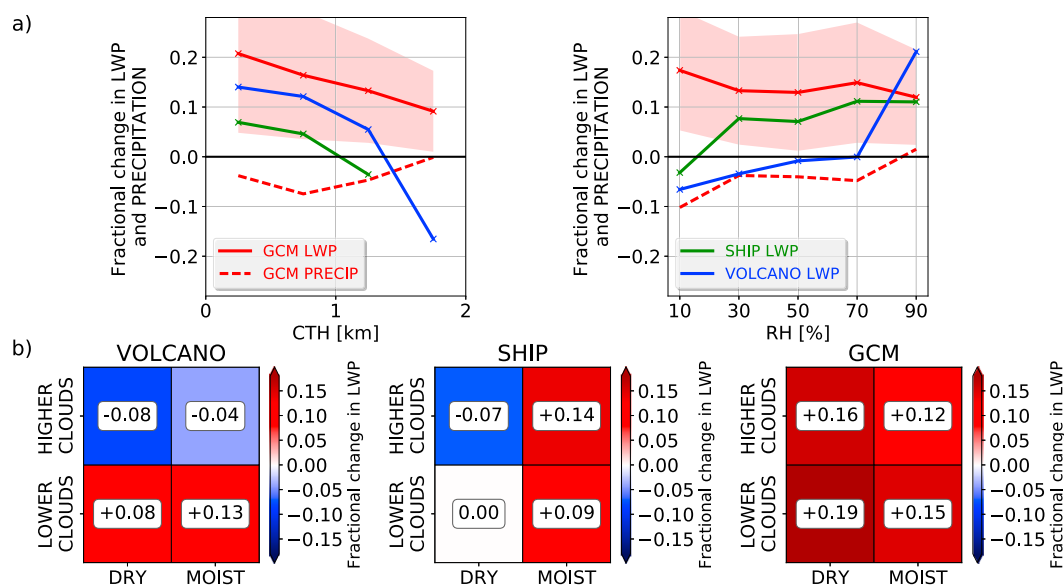 a)
Fractional change in LWP
and PRECIPITATION
0.2
0.1
0.0
−0.1
−0.2
GCM LWP
GCM PRECIP
0
1
2
CTH [km]
Fractional change in LWP
and PRECIPITATION
0.2
0.1
0.0
−0.1
−0.2
SHIP LWP
VOLCANO LWP
10
30
50
70
90
RH [%]
b)
VOLCANO
HIGHER
CLOUDS
LOWER
CLOUDS
-0.08
-0.04
+0.08
+0.13
DRY
MOIST
0.15
0.10
0.05
0.00
−0.05
−0.10
−0.15
Fractional change in LWP
SHIP
HIGHER
CLOUDS
LOWER
CLOUDS
-0.07
+0.14
0.00
+0.09
DRY
MOIST
0.15
0.10
0.05
0.00
−0.05
−0.10
−0.15
Fractional change in LWP
GCM
HIGHER
CLOUDS
LOWER
CLOUDS
+0.16
+0.12
+0.19
+0.15
DRY
MOIST
0.15
0.10
0.05
0.00
−0.05
−0.10
−0.15
Fractional change in LWP